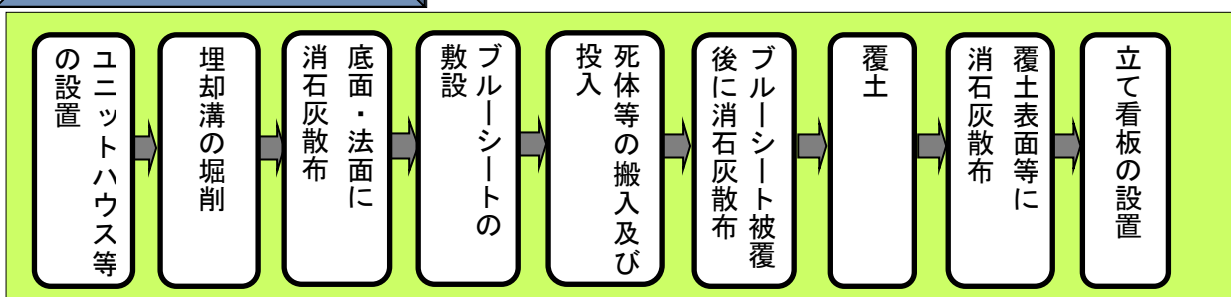 ユニットハウス等
の設置
埋却溝の堀削
底面・法面に
消石灰散布
ブルーシートの
敷設
死体等の搬入及び
投入
ブルーシート被覆
後に消石灰散布
覆土
覆土表面等に
消石灰散布
立て看板の設置